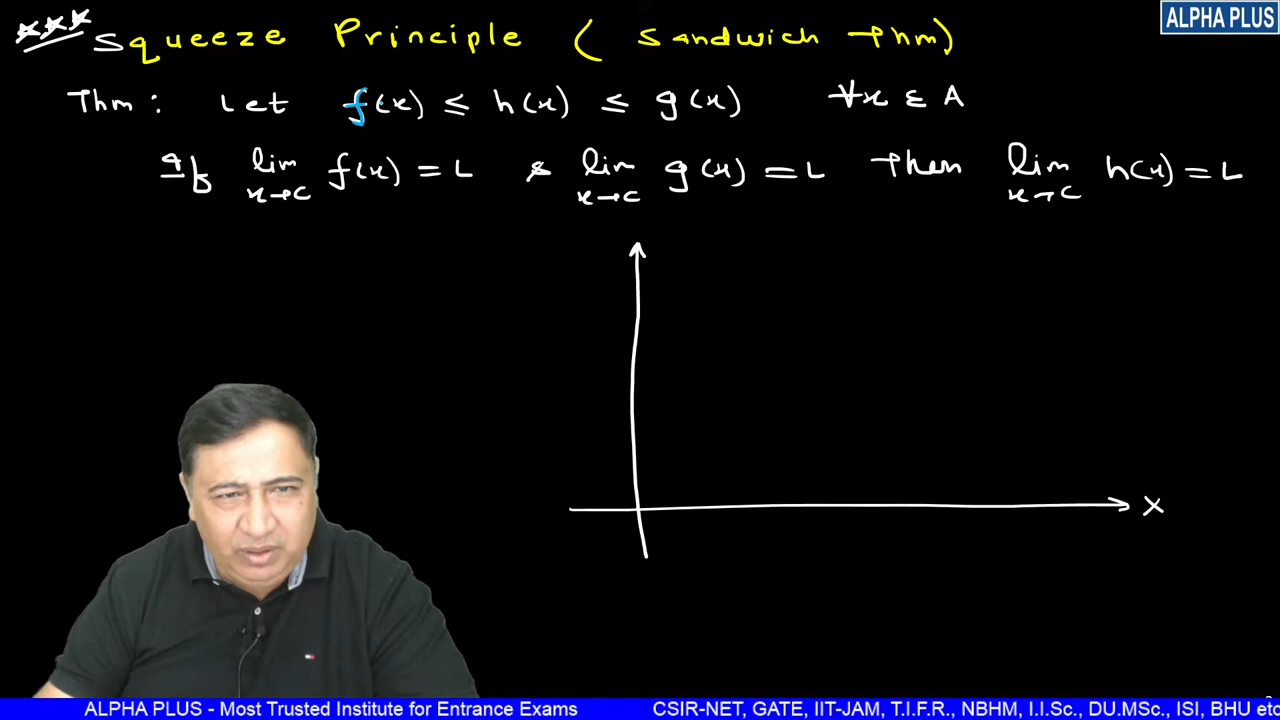 ALPHA PLUS
*** Squeeze Principle ( Sandwich Thm)
Thm : Let f(x) ≤ h(x) ≤ g(x) ∀x ∈ A
If lim x→c f(x) = L & lim x→c g(x) = L Then lim x→c h(x) = L
X
ALPHA PLUS - Most Trusted Institute for Entrance Exams CSIR-NET, GATE, IIT-JAM, T.I.F.R., NBHM, I.I.Sc., DU.MSc., ISI, BHU etc